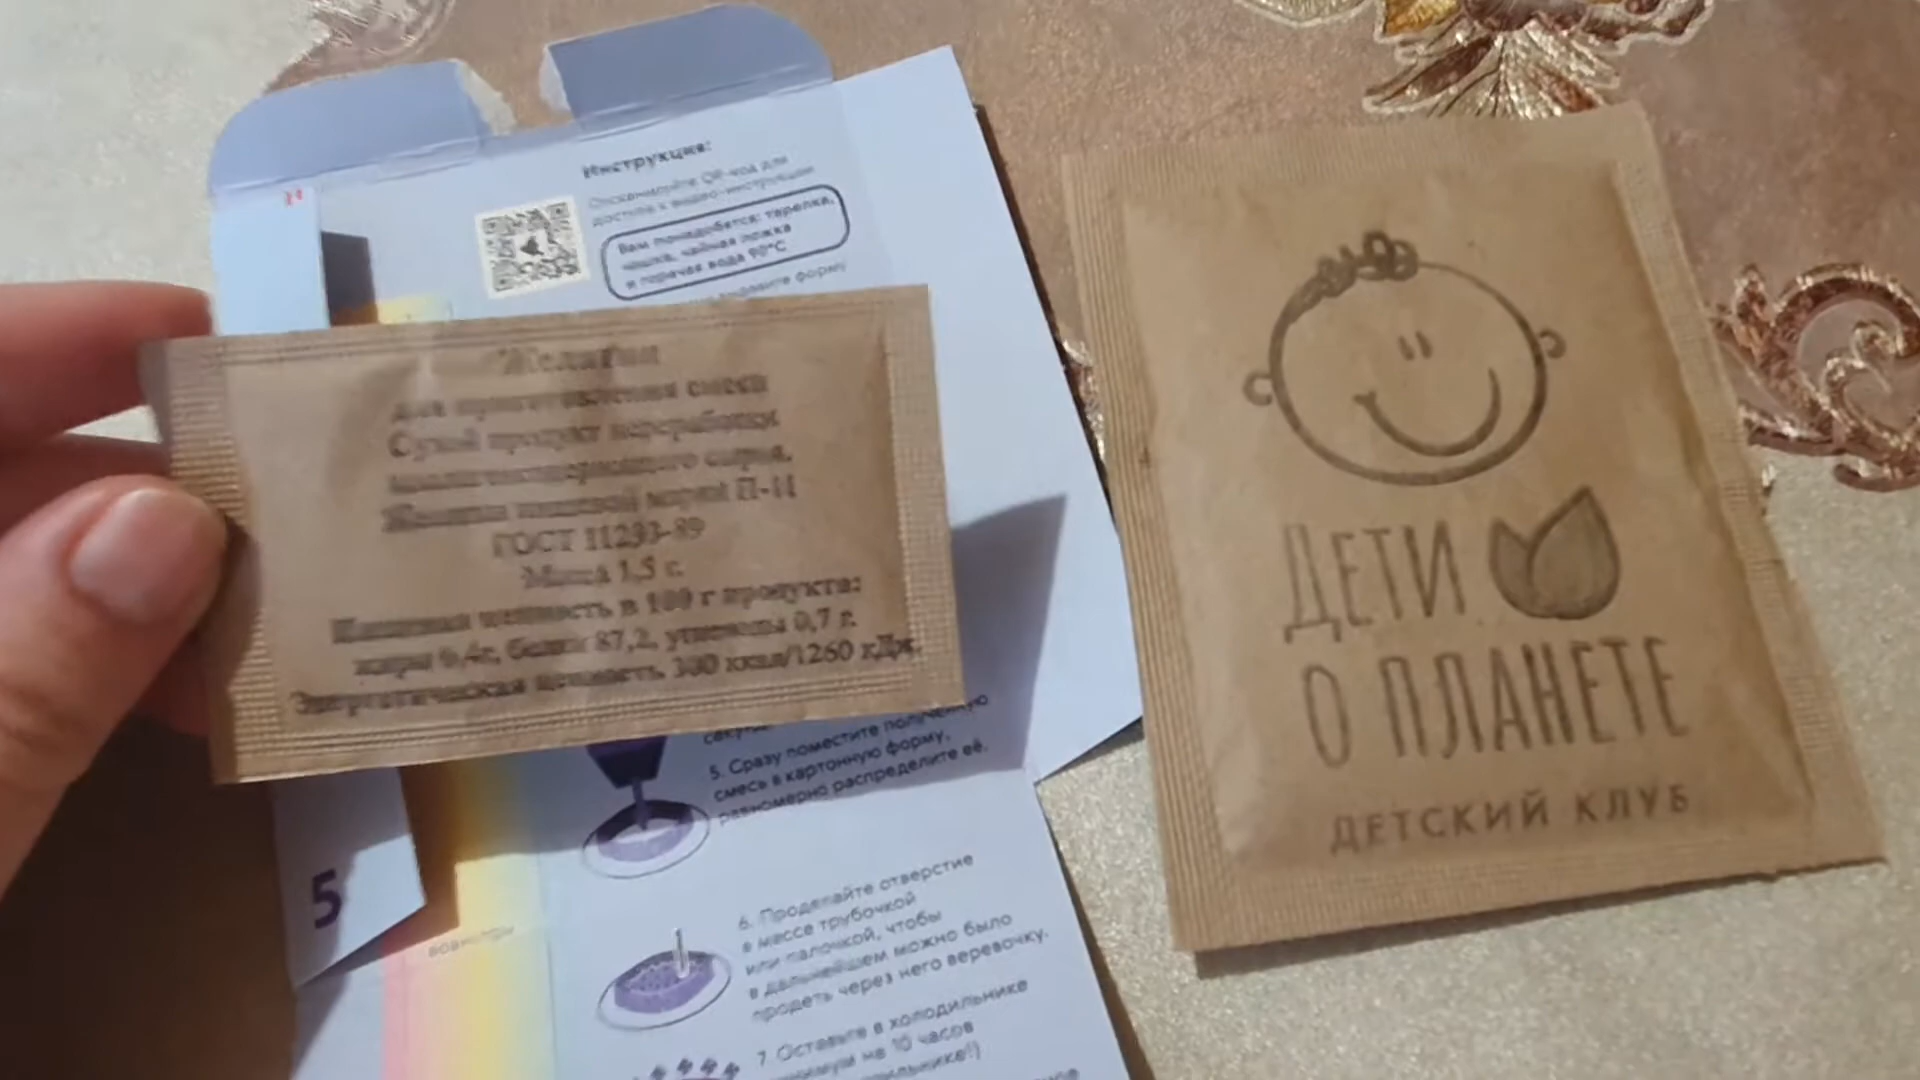 Инструкция:
Отсканируйте QR-код для
доступа к видео-инструкции
Вам понадобятся: тарелка,
чашка, чайная ложка
и горячая вода 90°C
форму
Желатин
для приготовления смеси
Сухой продукт переработки
коллагенсодержащего сырья.
Желатин пищевой марки П-11
ГОСТ 11293-89
Масса 1,5 г.
Пищевая ценность в 100 г продукта:
жиры 0,4г, белки 87,2, углеводы 0,7 г.
Энергетическая ценность 300 ккал/1260 кДж.
полученную
5. Сразу поместите
смесь в картонную форму,
равномерно распределите её.
5
6. Проделайте отверстие
в массе трубочкой
или палочкой, чтобы
в дальнейшем можно было
продеть через него веревочку.
7. Оставьте в холодильнике
на 10 часов
ДЕТИ
О ПЛАНЕТЕ
ДЕТСКИЙ КЛУБ